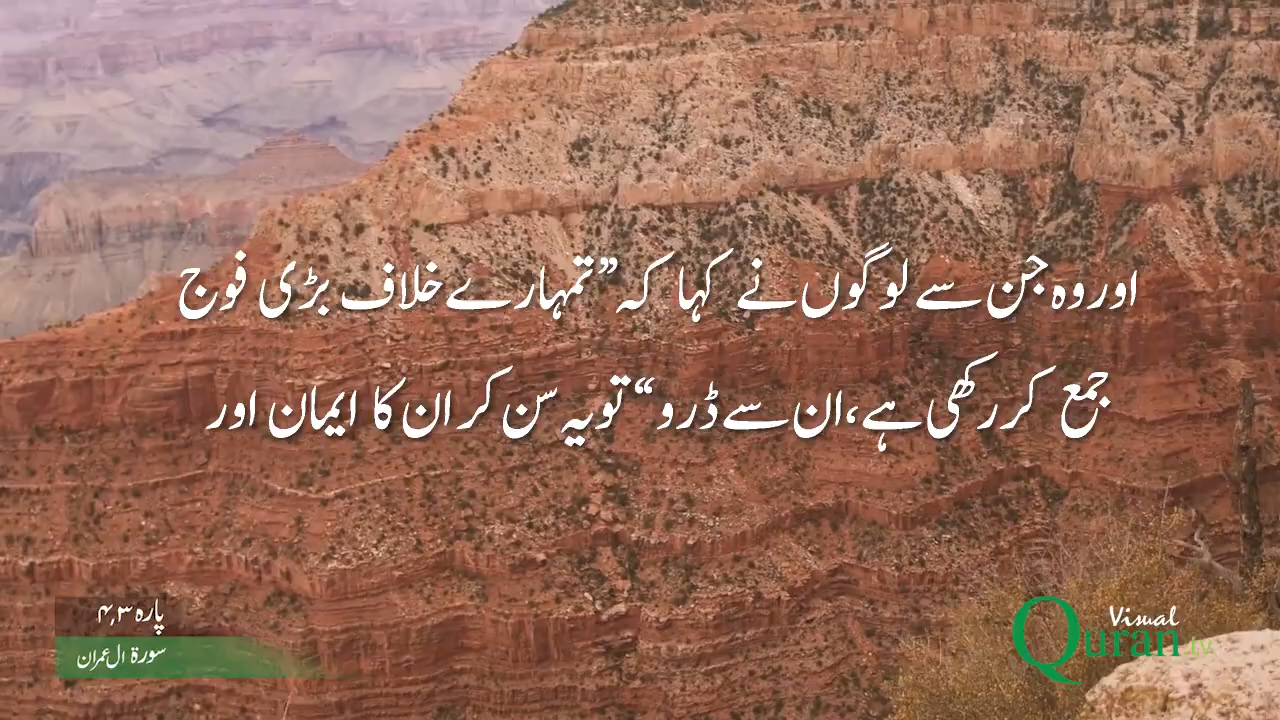 اور وہ جن سے لوگوں نے کہا کہ ”تمہارے خلاف بڑی فوج
جمع کر رکھی ہے، ان سے ڈرو“ تو یہ سن کر ان کا ایمان اور
پارہ ۳,۴
سورۃ ال عمران
Visual
Quran tv